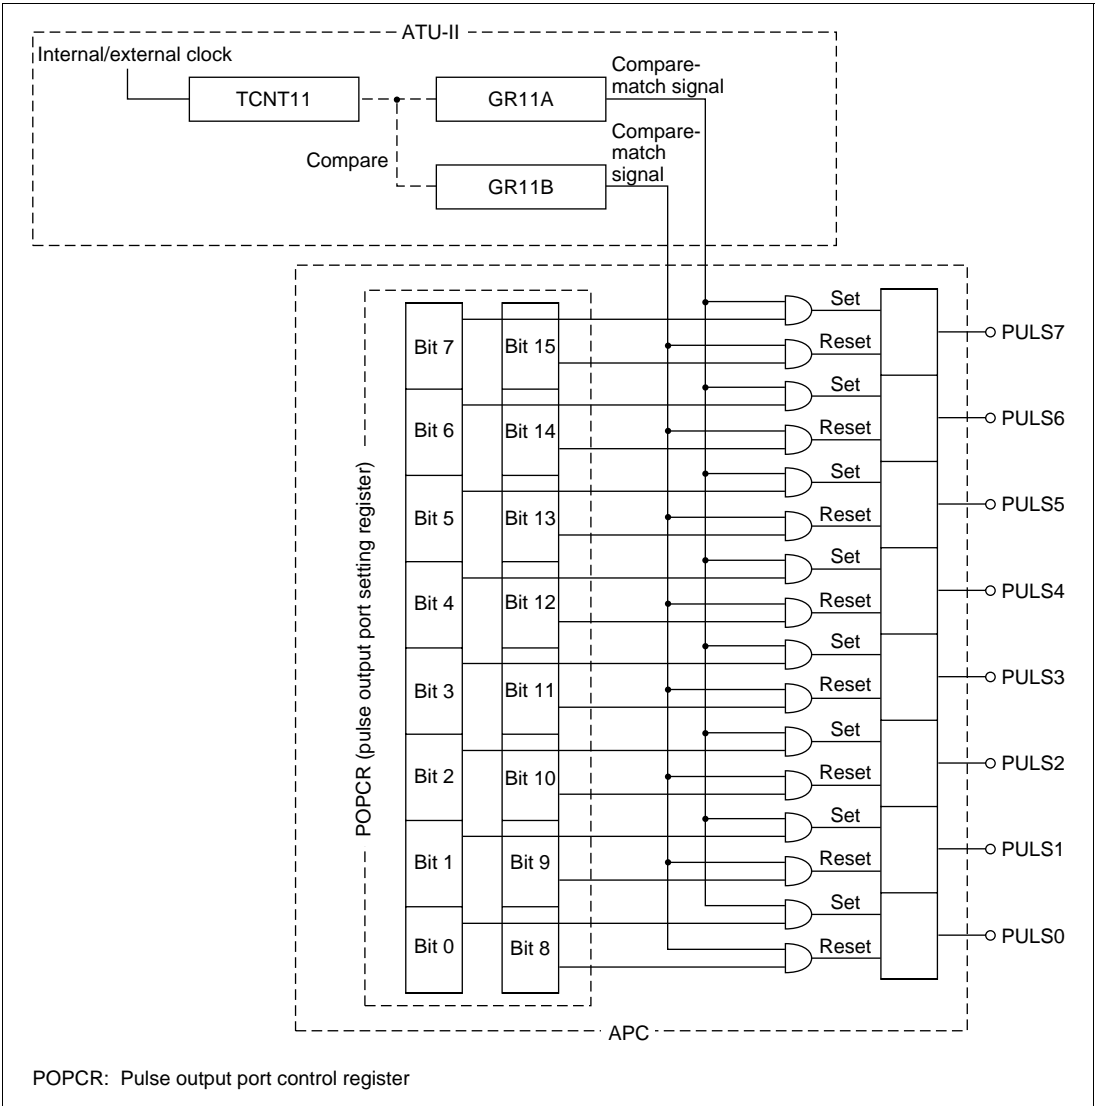 ATU-II
Internal/external clock
TCNT11
GR11A
Compare-
match signal
Compare
GR11B
Compare-
match
signal
POPCR (pulse output port setting register)
Bit 7
Bit 15
Set
Reset
PULS7
Bit 6
Bit 14
Set
Reset
PULS6
Bit 5
Bit 13
Set
Reset
PULS5
Bit 4
Bit 12
Set
Reset
PULS4
Bit 3
Bit 11
Set
Reset
PULS3
Bit 2
Bit 10
Set
Reset
PULS2
Bit 1
Bit 9
Set
Reset
PULS1
Bit 0
Bit 8
Set
Reset
PULS0
APC
POPCR: Pulse output port control register